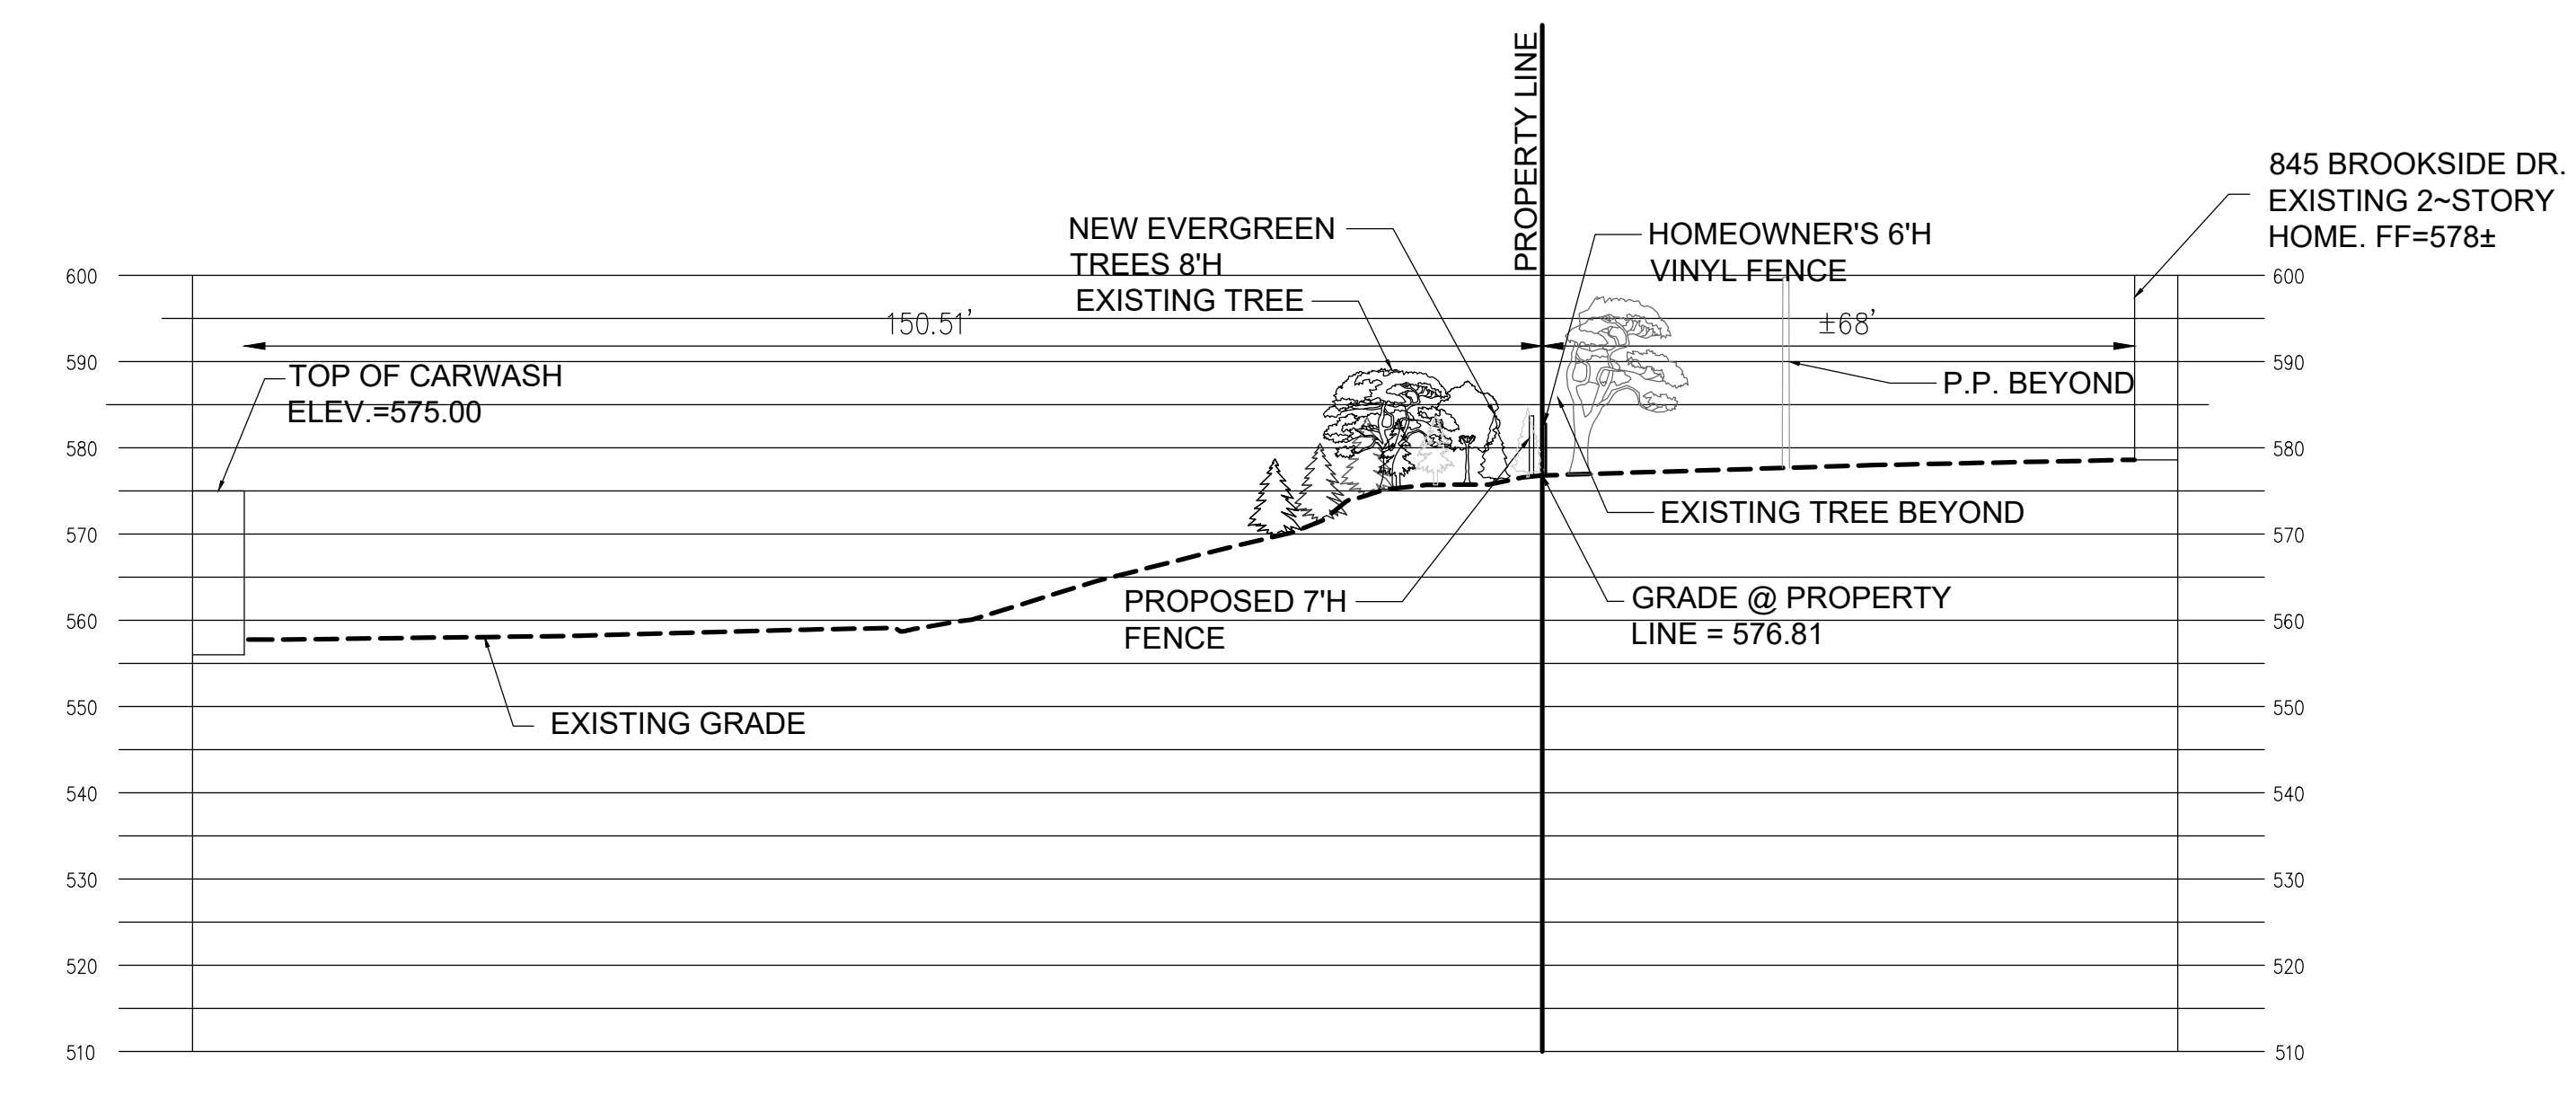 PROPERTY LINE
845 BROOKSIDE DR.
EXISTING 2~STORY
HOME. FF=578±
NEW EVERGREEN
TREES 8'H
EXISTING TREE
HOMEOWNER'S 6'H
VINYL FENCE
600
600
150.51'
±68'
590
590
TOP OF CARWASH
ELEV.=575.00
P.P. BEYOND
580
580
EXISTING TREE BEYOND
570
570
PROPOSED 7'H
FENCE
GRADE @ PROPERTY
LINE = 576.81
560
560
EXISTING GRADE
550
550
540
540
530
530
520
520
510
510